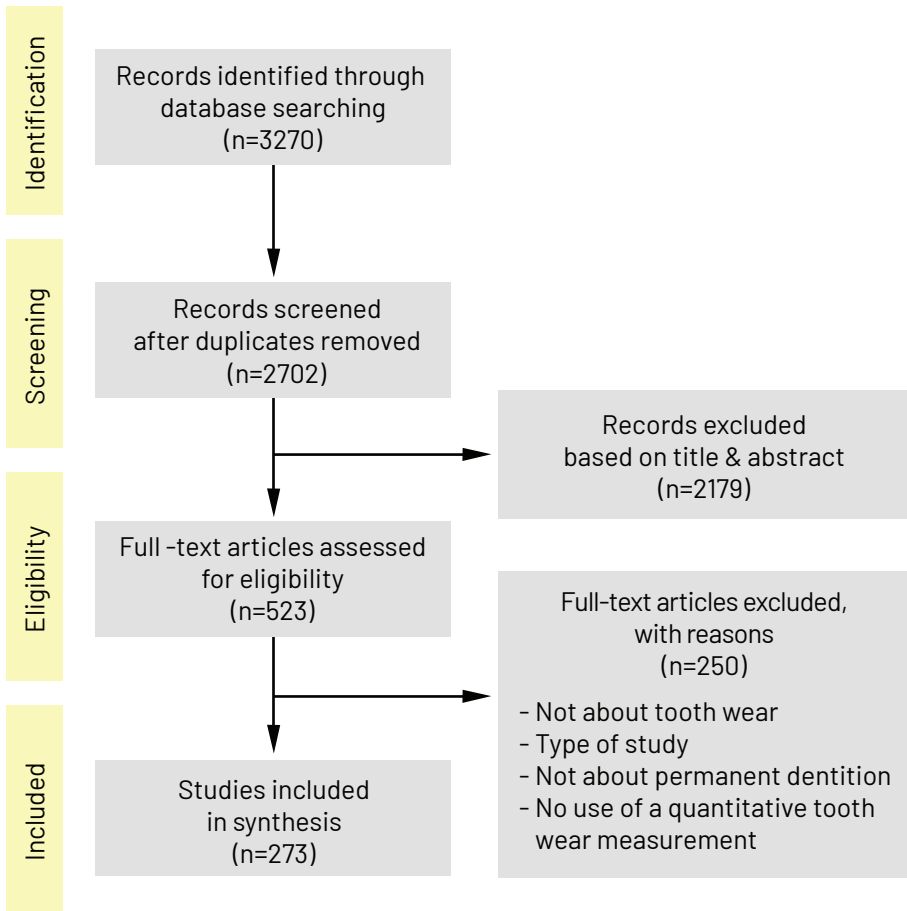 Identification
Records identified through
database searching
(n=3270)
Screening
Records screened
after duplicates removed
(n=2702)
Records excluded
based on title & abstract
(n=2179)
Eligibility
Full -text articles assessed
for eligibility
(n=523)
Full-text articles excluded,
with reasons
(n=250)
- Not about tooth wear
- Type of study
- Not about permanent dentition
- No use of a quantitative tooth
wear measurement
Included
Studies included
in synthesis
(n=273)